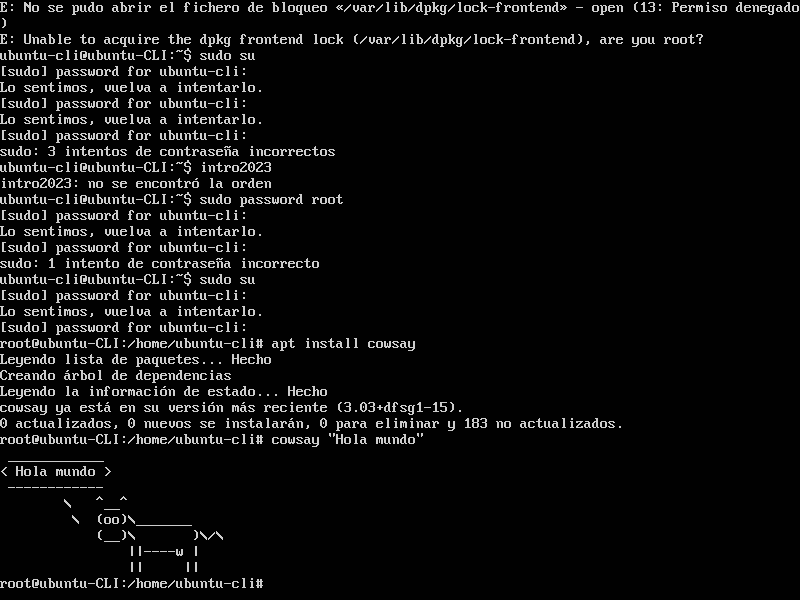 E: No se pudo abrir el fichero de bloqueo «/var/lib/dpkg/lock-frontend» - open (13: Permiso denegado
)
E: Unable to acquire the dpkg frontend lock (/var/lib/dpkg/lock-frontend), are you root?
ubuntu-cli@ubuntu-CLI:~$ sudo su
[sudo] password for ubuntu-cli:
Lo sentimos, vuelva a intentarlo.
[sudo] password for ubuntu-cli:
Lo sentimos, vuelva a intentarlo.
[sudo] password for ubuntu-cli:
sudo: 3 intentos de contraseña incorrectos
ubuntu-cli@ubuntu-CLI:~$ intro2023
intro2023: no se encontró la orden
ubuntu-cli@ubuntu-CLI:~$ sudo password root
[sudo] password for ubuntu-cli:
Lo sentimos, vuelva a intentarlo.
[sudo] password for ubuntu-cli:
sudo: 1 intento de contraseña incorrecto
ubuntu-cli@ubuntu-CLI:~$ sudo su
[sudo] password for ubuntu-cli:
Lo sentimos, vuelva a intentarlo.
[sudo] password for ubuntu-cli:
root@ubuntu-CLI:/home/ubuntu-cli# apt install cowsay
Leyendo lista de paquetes... Hecho
Creando árbol de dependencias
Leyendo la información de estado... Hecho
cowsay ya está en su versión más reciente (3.03+dfsg1-15).
0 actualizados, 0 nuevos se instalarán, 0 para eliminar y 183 no actualizados.
root@ubuntu-CLI:/home/ubuntu-cli# cowsay "Hola mundo"
 ____________
< Hola mundo >
 ------------
        \   ^__^
         \  (oo)\_______
            (__)\       )\/\
                ||----w |
                ||     ||
root@ubuntu-CLI:/home/ubuntu-cli#